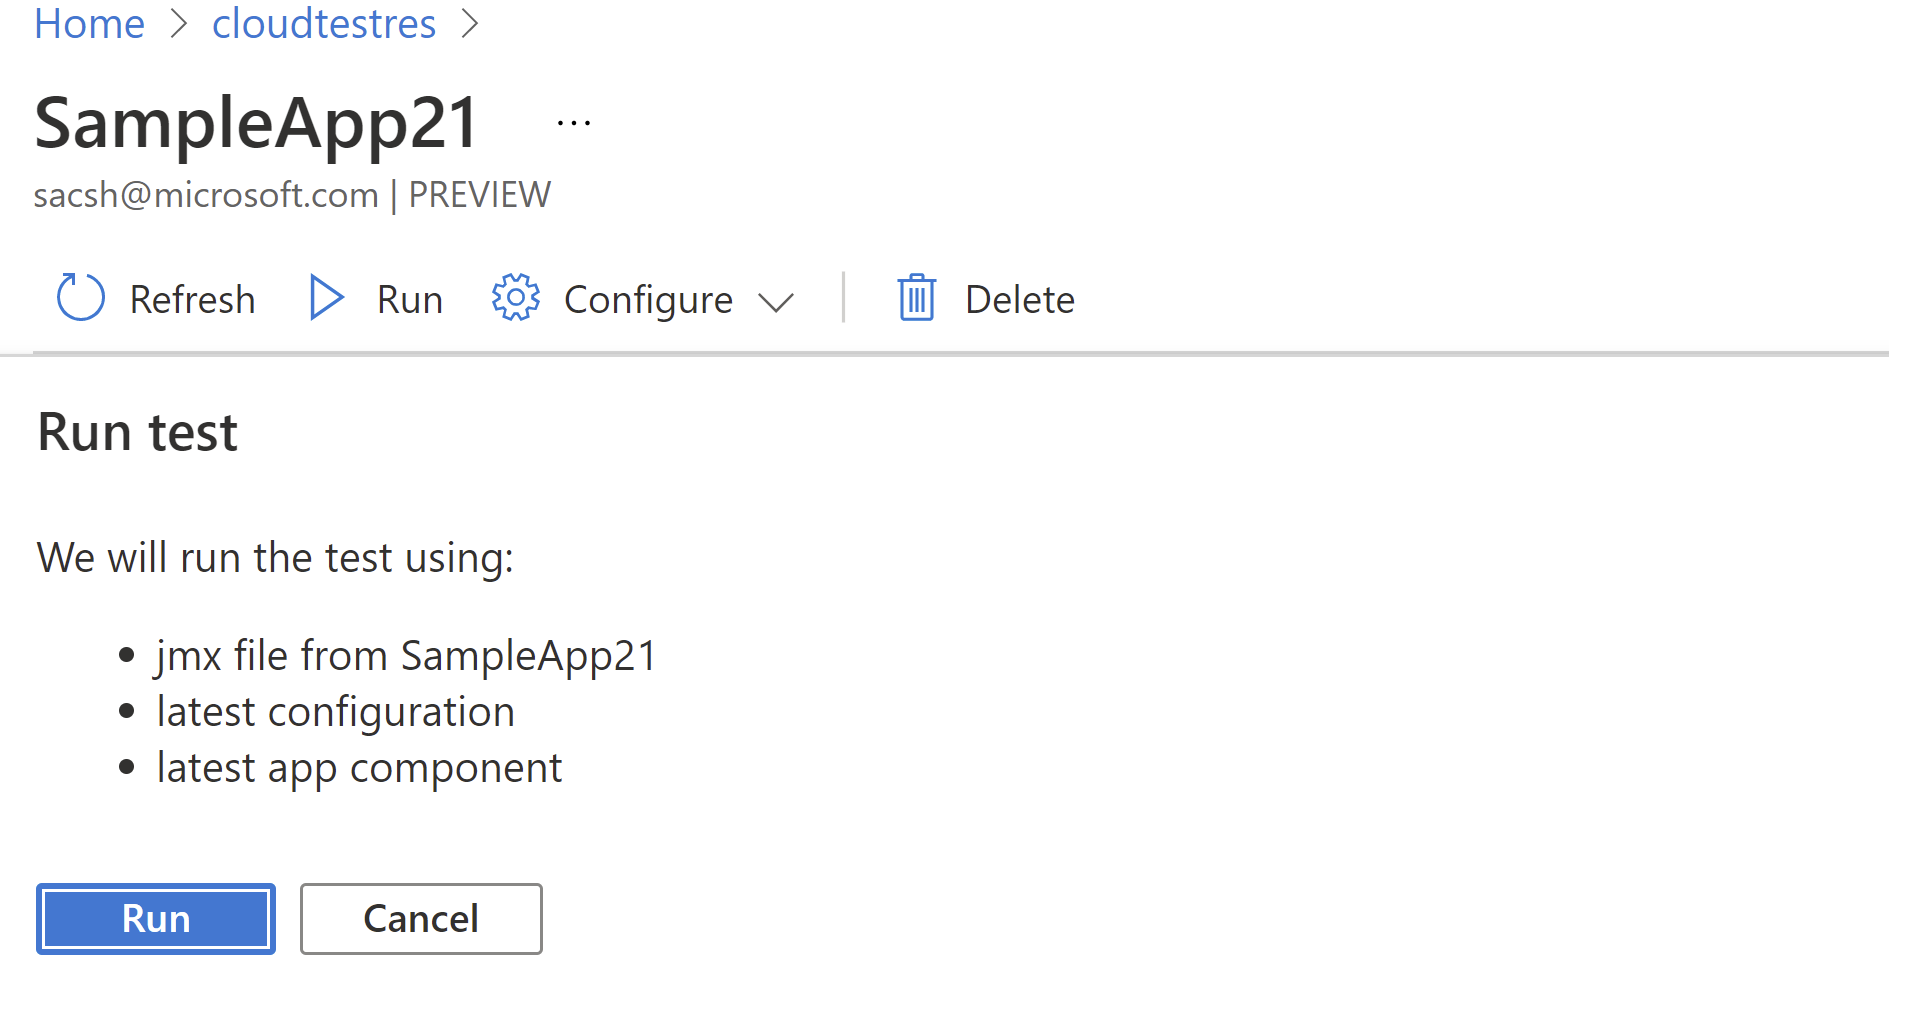 Home > cloudtestres >
SampleApp21 ...
sacsh@microsoft.com | PREVIEW
Refresh Run Configure Delete
Run test
We will run the test using:
• jmx file from SampleApp21
• latest configuration
• latest app component
Run Cancel